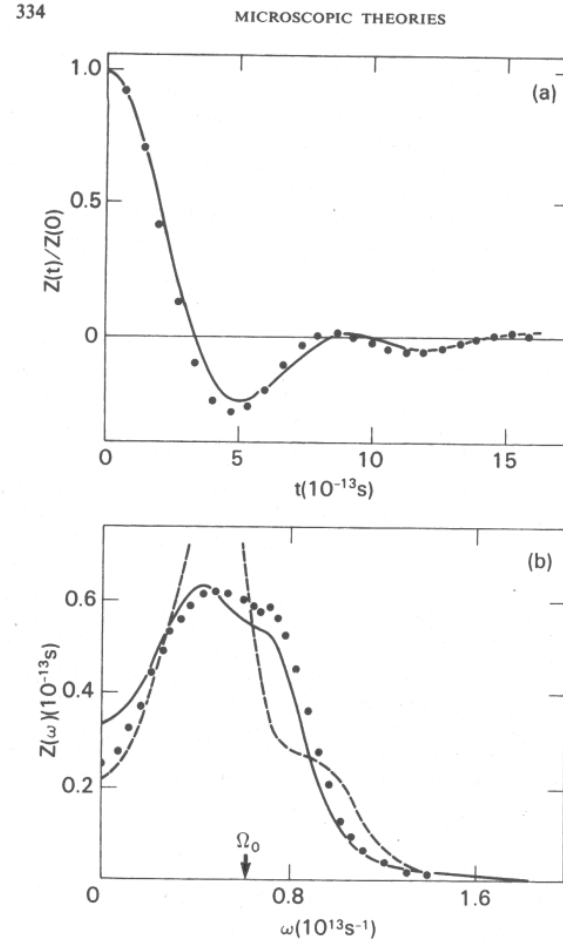 334 MICROSCOPIC THEORIES
(a)
1.0
0.5
0
Z(t)/Z(0)
0 5 10 15
t(10⁻¹³s)
(b)
0.6
0.4
0.2
Z(ω)(10⁻¹³s)
Ω₀
0 0.8 1.6
ω(10¹³s⁻¹)